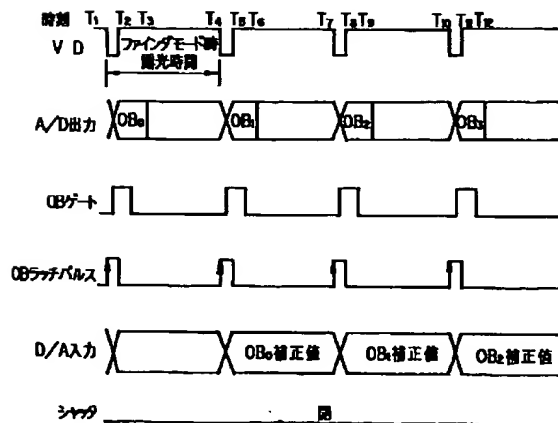 時刻 T₁ T₂ T₃ T₄ T₅ T₆ T₇ T₈ T₉ T₁₀ T₁₁ T₁₂
VD
ファインダモード時
露光時間
A/D出力 OB₀ OB₁ OB₂ OB₃
OBゲート
OBラッチパルス
D/A入力 OB₀補正値 OB₁補正値 OB₂補正値
シャッタ 開